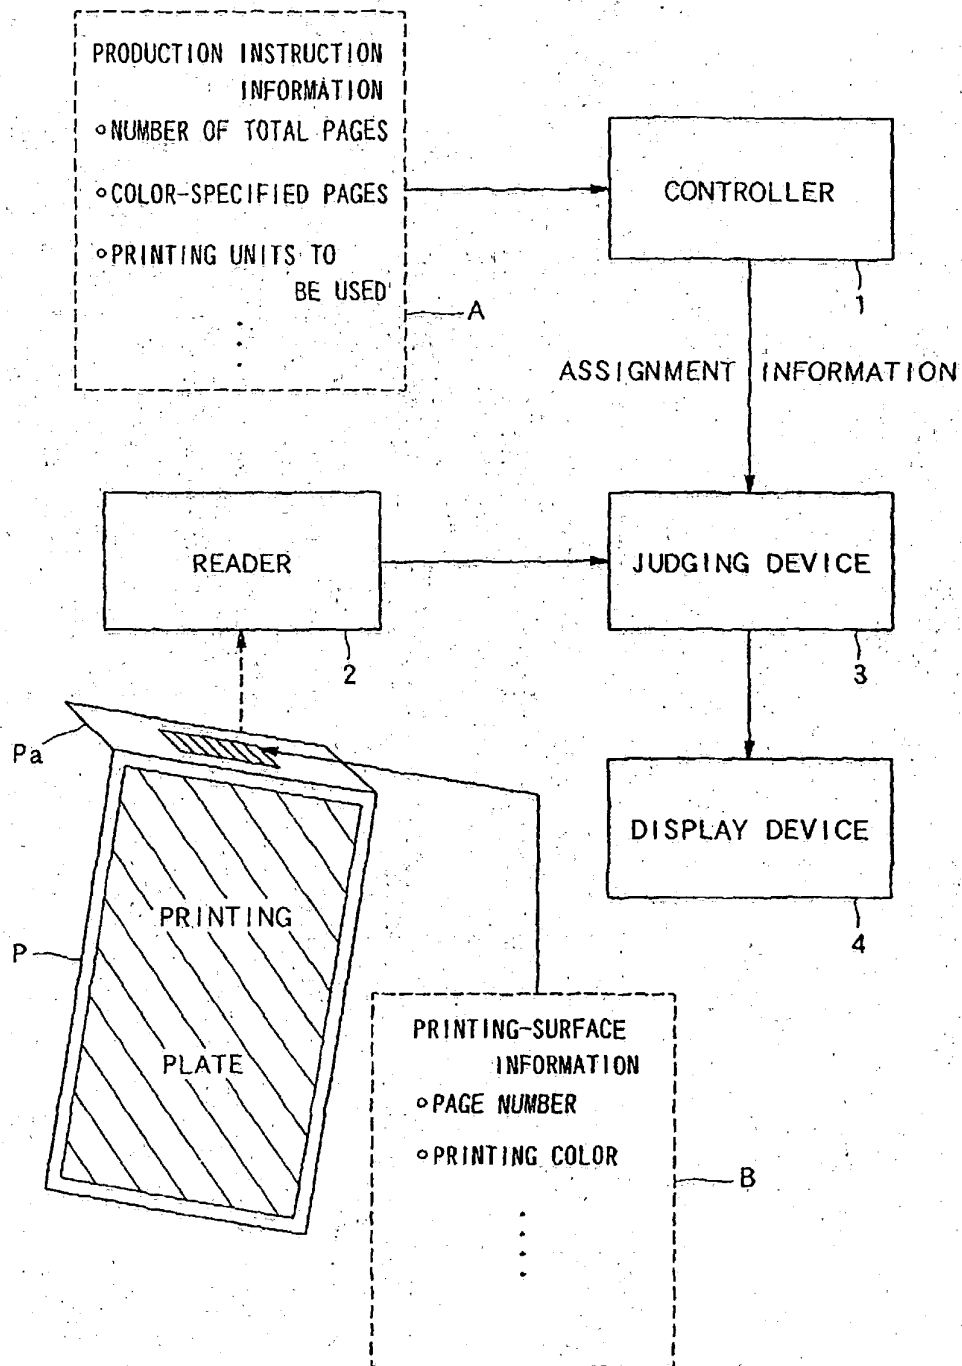 PRODUCTION INSTRUCTION
INFORMATION
NUMBER OF TOTAL PAGES
COLOR-SPECIFIED PAGES
PRINTING UNITS TO
BE USED
A
CONTROLLER
1
ASSIGNMENT INFORMATION
READER
2
JUDGING DEVICE
3
Pa
DISPLAY DEVICE
4
PRINTING
P
PLATE
PRINTING-SURFACE
INFORMATION
PAGE NUMBER
PRINTING COLOR
B